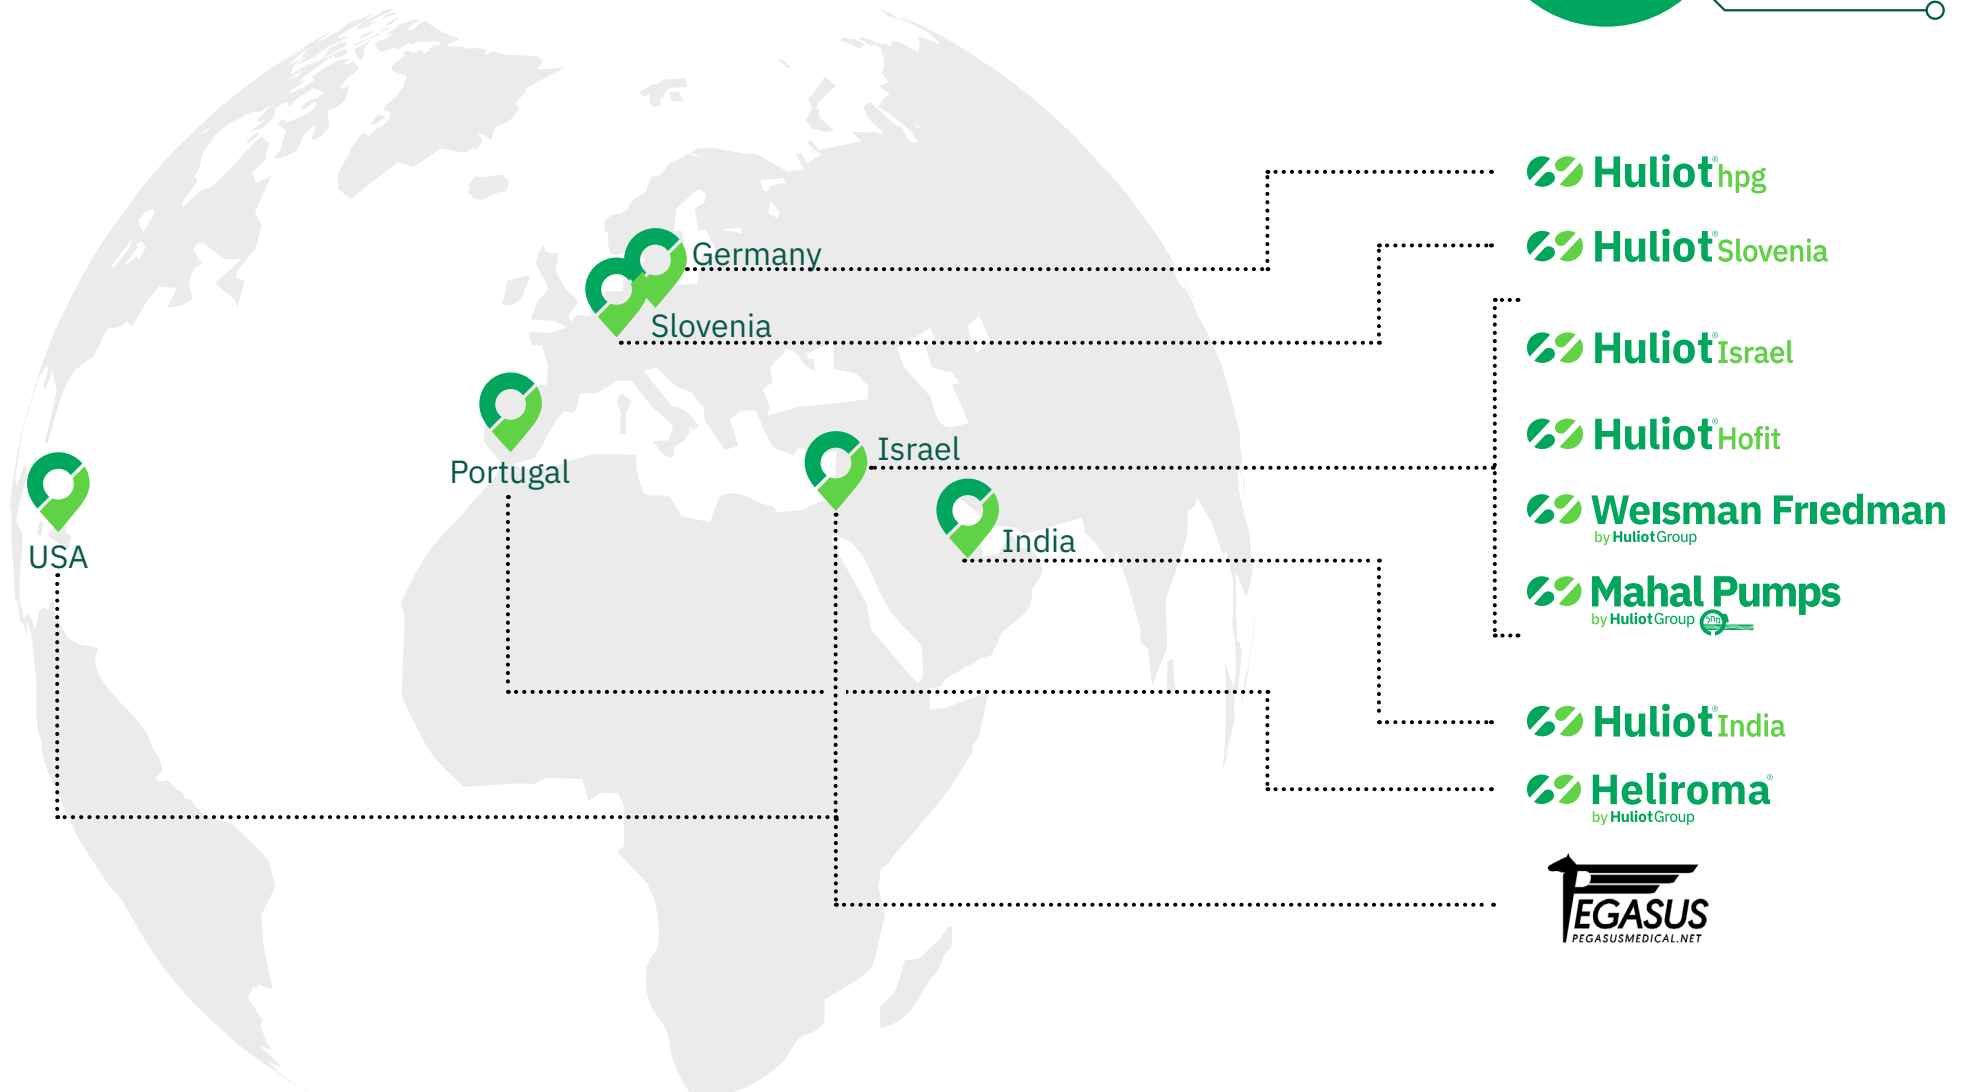 Germany
Slovenia
Portugal
Israel
India
USA
Huliot® hpg
Huliot® Slovenia
Huliot® Israel
Huliot® Hofit
Weisman Friedman
by Huliot Group
Mahal Pumps
by Huliot Group
מחל
Huliot® India
Heliroma®
by Huliot Group
PEGASUS
PEGASUSMEDICAL.NET